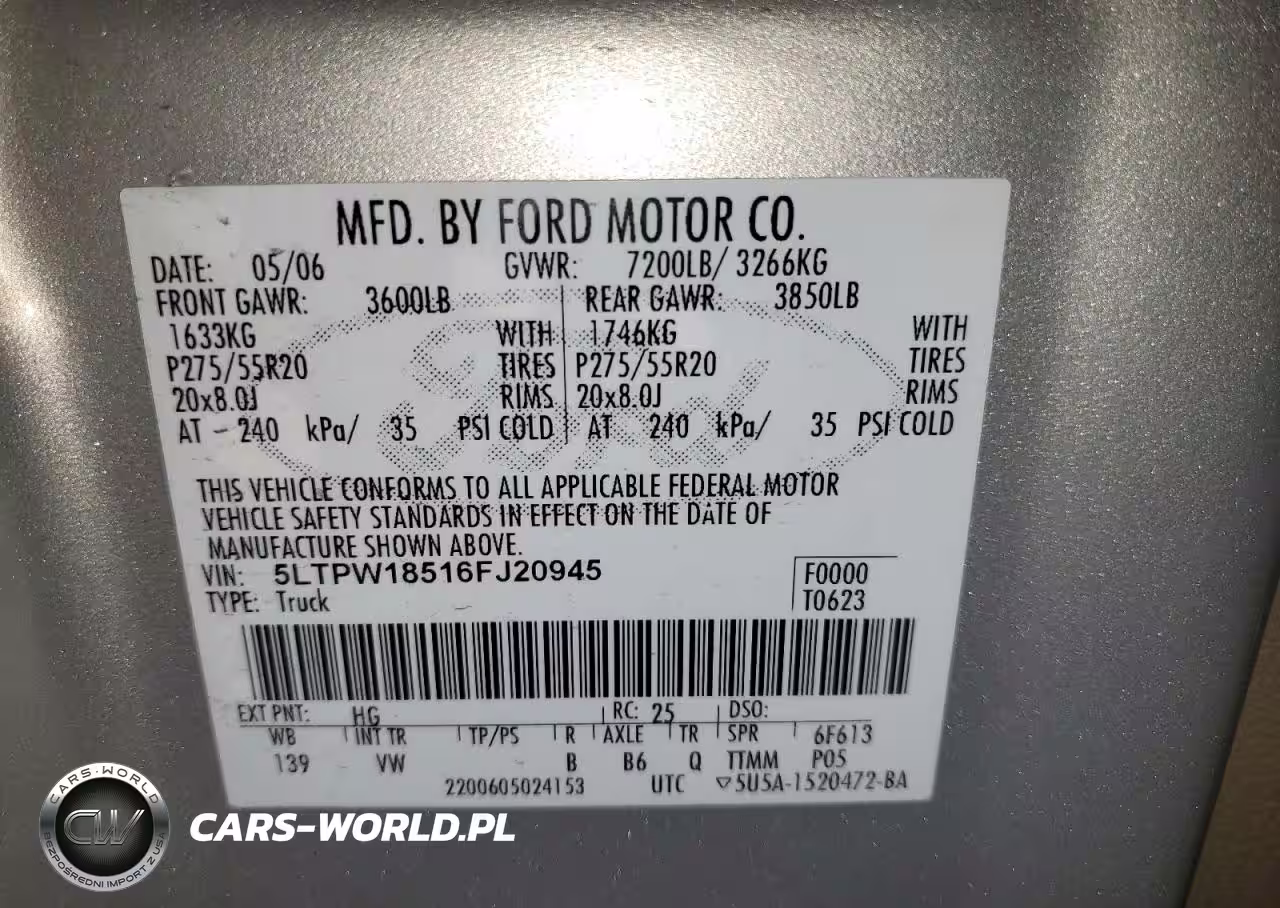 MFD. BY FORD MOTOR CO.
DATE: 05/06 GVWR: 7200LB/ 3266KG
FRONT GAWR: 3600LB REAR GAWR: 3850LB
1633KG WITH 1746KG WITH
P275/55R20 TIRES P275/55R20 TIRES
20x8.0J RIMS 20x8.0J RIMS
AT - 240 kPa/ 35 PSI COLD AT 240 kPa/ 35 PSI COLD
Ford
THIS VEHICLE CONFORMS TO ALL APPLICABLE FEDERAL MOTOR
VEHICLE SAFETY STANDARDS IN EFFECT ON THE DATE OF
MANUFACTURE SHOWN ABOVE.
VIN: 5LTPW18516FJ20945 F0000
TYPE: Truck T0623
EXT PNT: HG RC: 25 DSO:
WB INT TR TP/PS R AXLE TR SPR 6F613
139 VW B B6 Q TTMM P05
2200605024153 UTC ▽5U5A-1520472-BA
CARS-WORLD
CW
BEZPOŚREDNI IMPORT Z USA
CARS-WORLD.PL